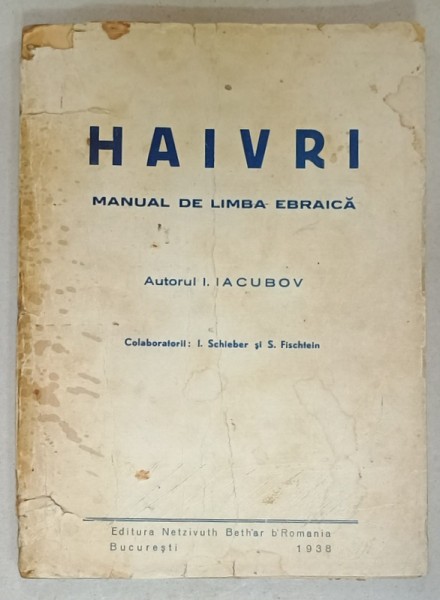 HAIVRI
MANUAL DE LIMBA EBRAICĂ
Autorul I. IACUBOV
Colaboratorii: I. Schieber și S. Fischtein
Editura Netzivuth Beth'ar b'Romania
București 1938